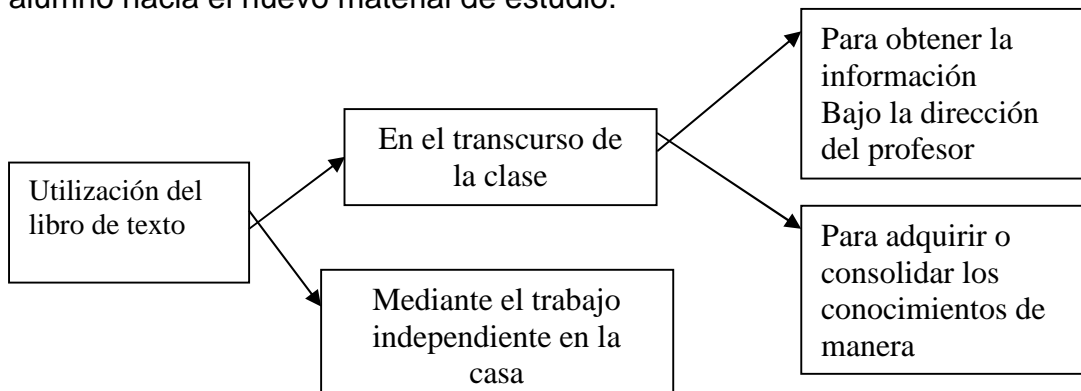 alumno hacia el nuevo material de estudio.
Para obtener la
información
Bajo la dirección
del profesor
En el transcurso de
la clase
Utilización del
libro de texto
Para adquirir o
consolidar los
conocimientos de
manera
Mediante el trabajo
independiente en la
casa